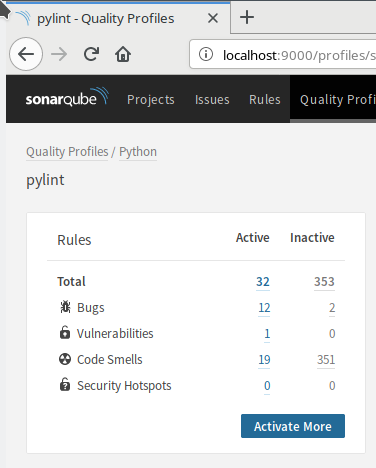 pylint - Quality Profiles
localhost:9000/profiles/s
sonarqube Projects Issues Rules Quality Profi
Quality Profiles / Python
pylint
Rules Active Inactive
Total 32 353
Bugs 12 2
Vulnerabilities 1 0
Code Smells 19 351
Security Hotspots 0 0
Activate More